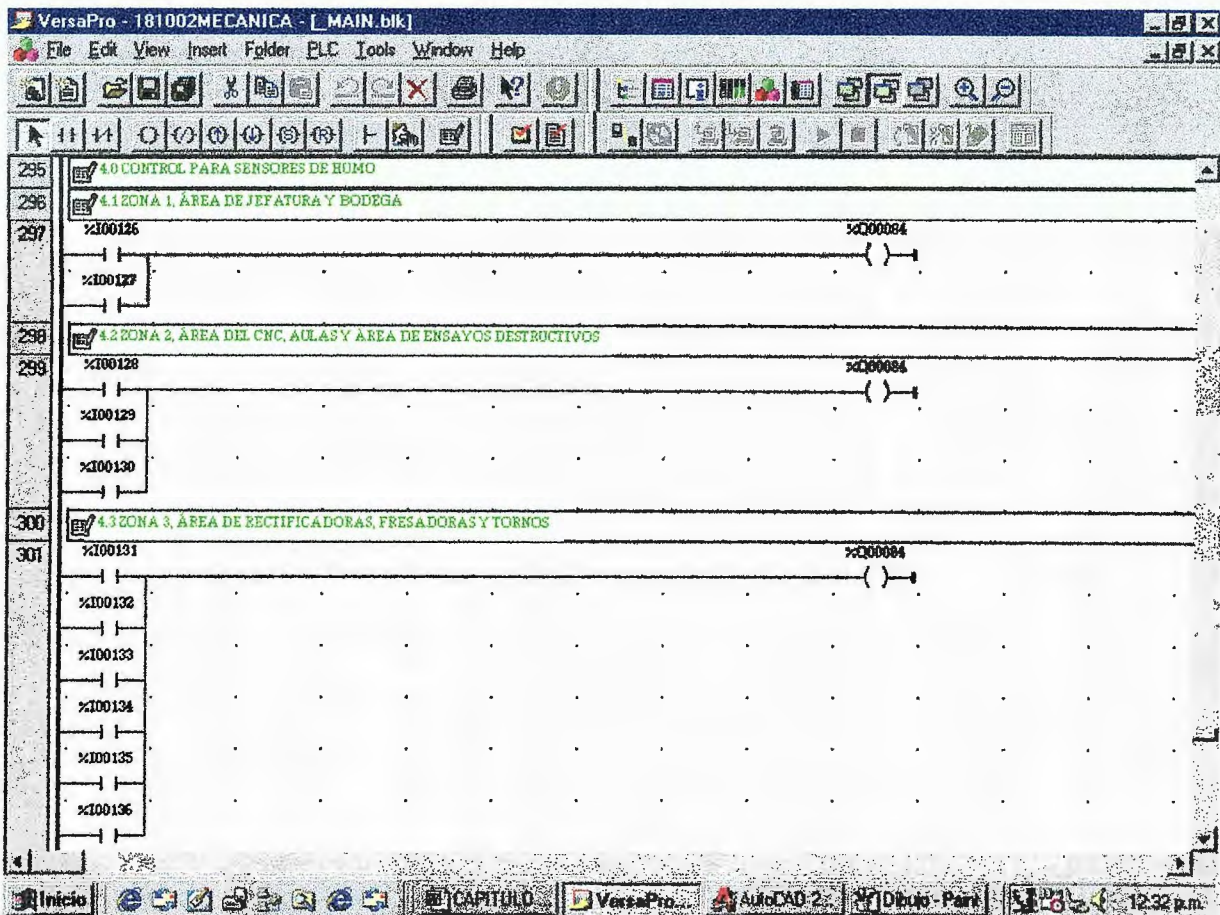 VersaPro - 181002MECANICA - [_MAIN.blk]
File Edit View Insert Folder PLC Tools Window Help
295 4.0 CONTROL PARA SENSORES DE HUMO
296 4.1 ZONA 1, ÁREA DE JEFATURA Y BODEGA
297 %I00126 %Q00084
%I00127
298 4.2 ZONA 2, ÁREA DEL CNC, AULAS Y ÁREA DE ENSAYOS DESTRUCTIVOS
299 %I00128 %Q00084
%I00129
%I00130
300 4.3 ZONA 3, ÁREA DE RECTIFICADORAS, FRESADORAS Y TORNOS
301 %I00131 %Q00084
%I00132
%I00133
%I00134
%I00135
%I00136
Inicio CAPITULO... VersaPro... AutoCAD 2... Dibujo - Paint 12:32 p.m.